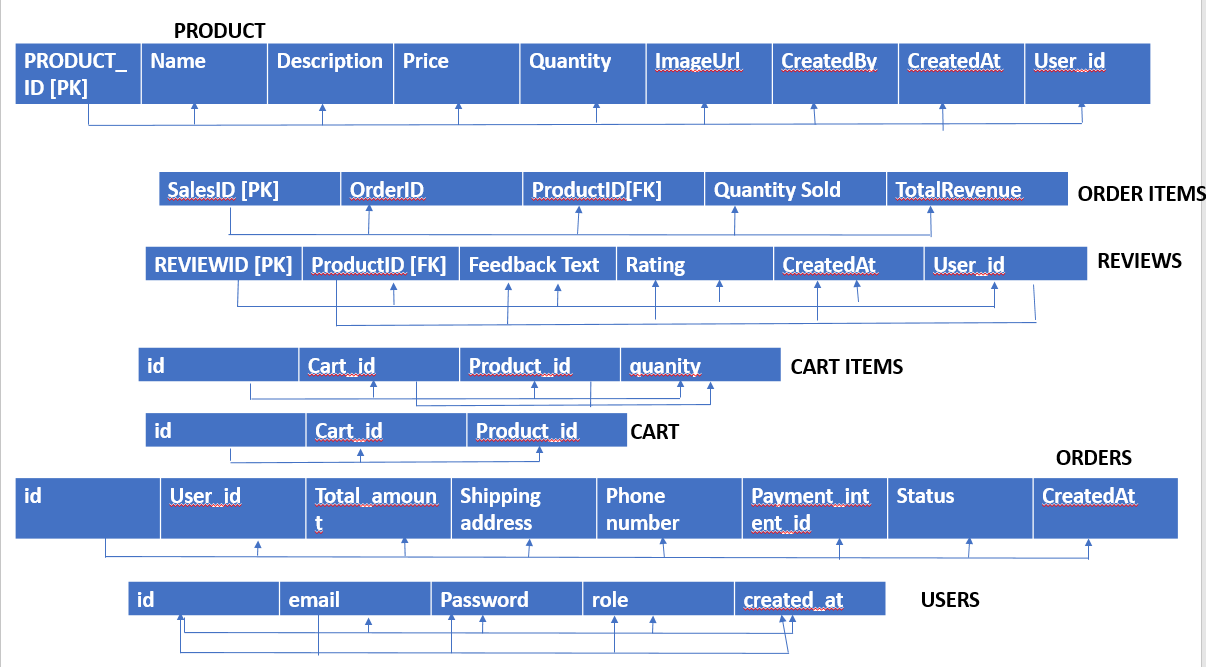 PRODUCT
PRODUCT_ Name Description Price Quantity ImageUrl CreatedBy CreatedAt User_id
ID [PK]
SalesID [PK] OrderID ProductID[FK] Quantity Sold TotalRevenue ORDER ITEMS
REVIEWID [PK] ProductID [FK] Feedback Text Rating CreatedAt User_id REVIEWS
id Cart_id Product_id quanity CART ITEMS
id Cart_id Product_id CART
ORDERS
id User_id Total_amoun Shipping Phone Payment_int Status CreatedAt
t address number ent_id
id email Password role created_at USERS